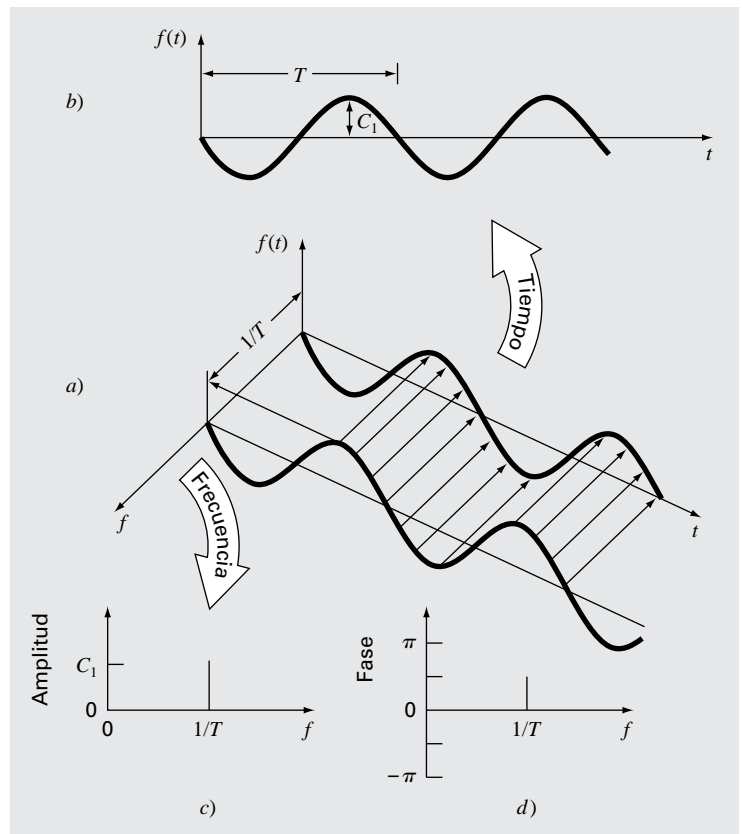 f(t)
T
b)
C₁
t
f(t)
Tiempo
1/T
a)
Frecuencia
f
t
Amplitud
C₁
0
0
1/T
f
c)
Fase
π
0
−π
1/T
f
d)